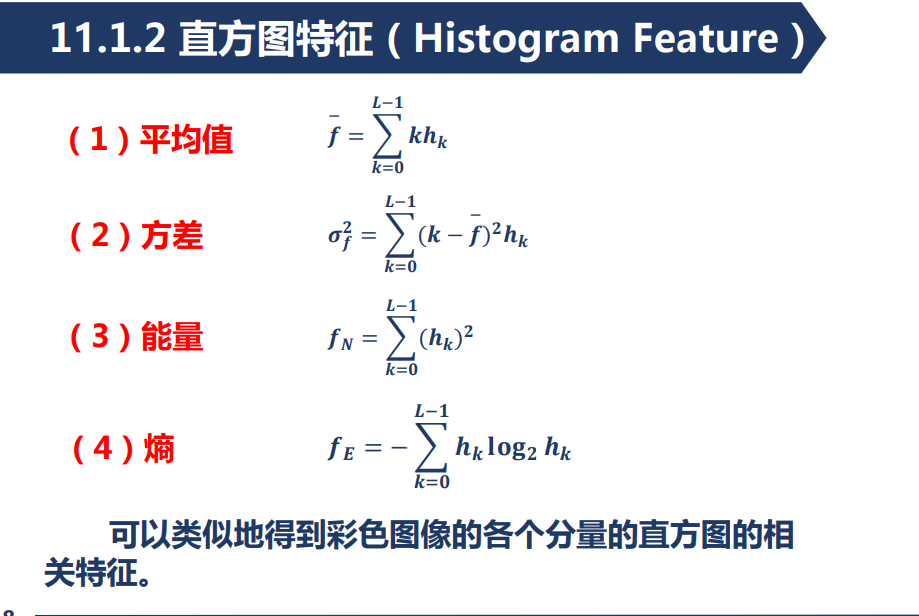 11.1.2 直方图特征（Histogram Feature）
（1）平均值 $\bar{f} = \sum_{k=0}^{L-1} k h_k$
（2）方差 $\sigma_f^2 = \sum_{k=0}^{L-1} (k - \bar{f})^2 h_k$
（3）能量 $f_N = \sum_{k=0}^{L-1} (h_k)^2$
（4）熵 $f_E = -\sum_{k=0}^{L-1} h_k \log_2 h_k$
可以类似地得到彩色图像的各个分量的直方图的相
关特征。